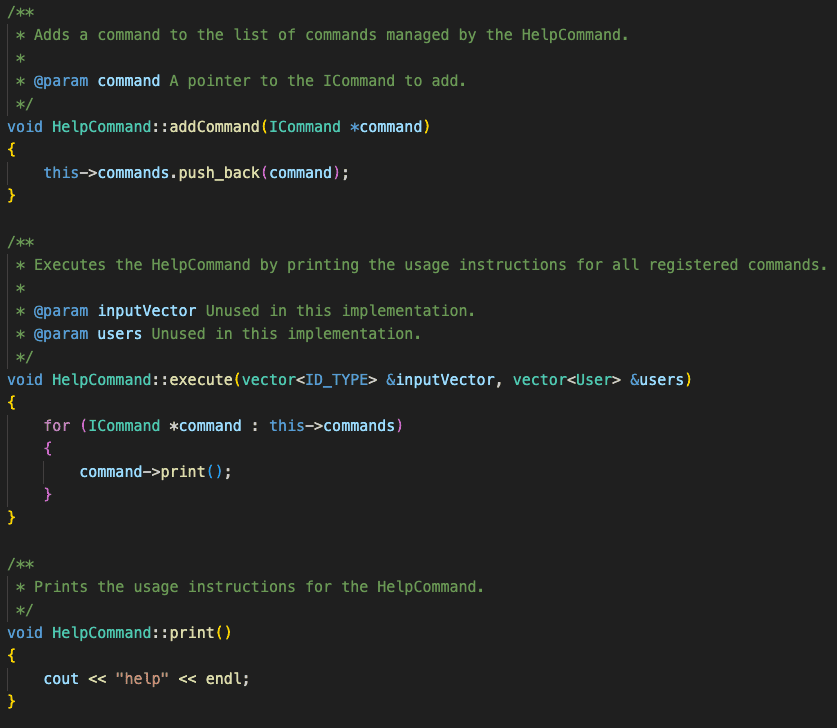 /**
 * Adds a command to the list of commands managed by the HelpCommand.
 *
 * @param command A pointer to the ICommand to add.
 */
void HelpCommand::addCommand(ICommand *command)
{
    this->commands.push_back(command);
}

/**
 * Executes the HelpCommand by printing the usage instructions for all registered commands.
 *
 * @param inputVector Unused in this implementation.
 * @param users Unused in this implementation.
 */
void HelpCommand::execute(vector<ID_TYPE> &inputVector, vector<User> &users)
{
    for (ICommand *command : this->commands)
    {
        command->print();
    }
}

/**
 * Prints the usage instructions for the HelpCommand.
 */
void HelpCommand::print()
{
    cout << "help" << endl;
}